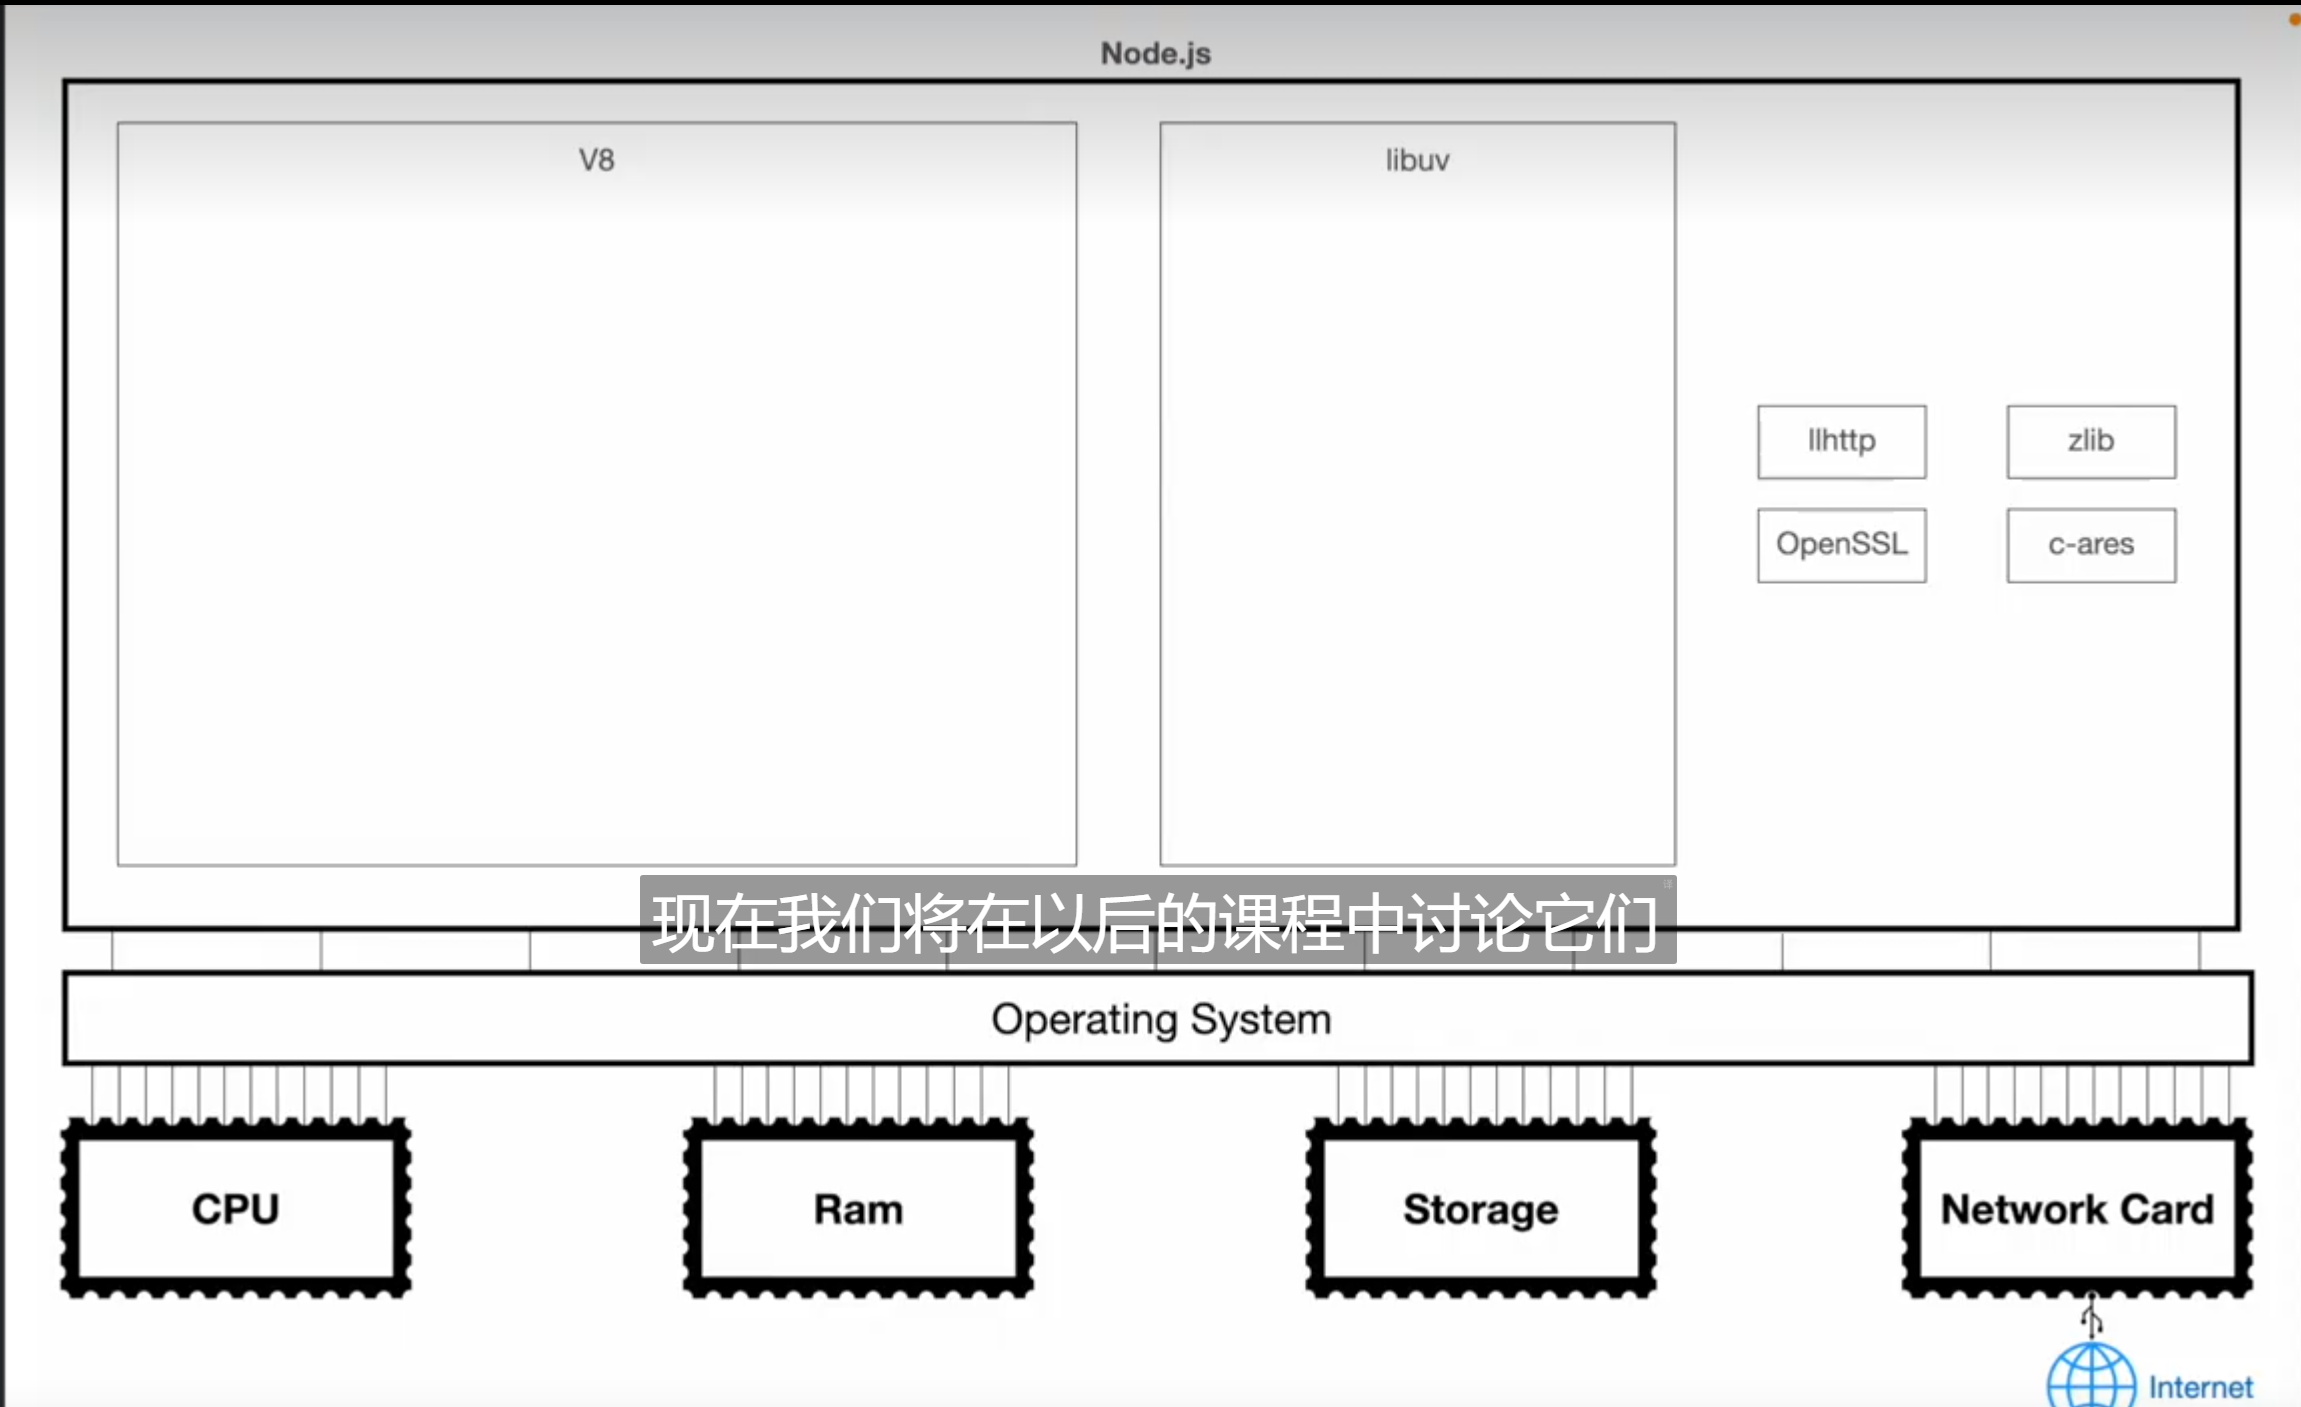 Node.js
V8
libuv
llhttp
zlib
OpenSSL
c-ares
现在我们将在以后的课程中讨论它们
Operating System
CPU
Ram
Storage
Network Card
Internet